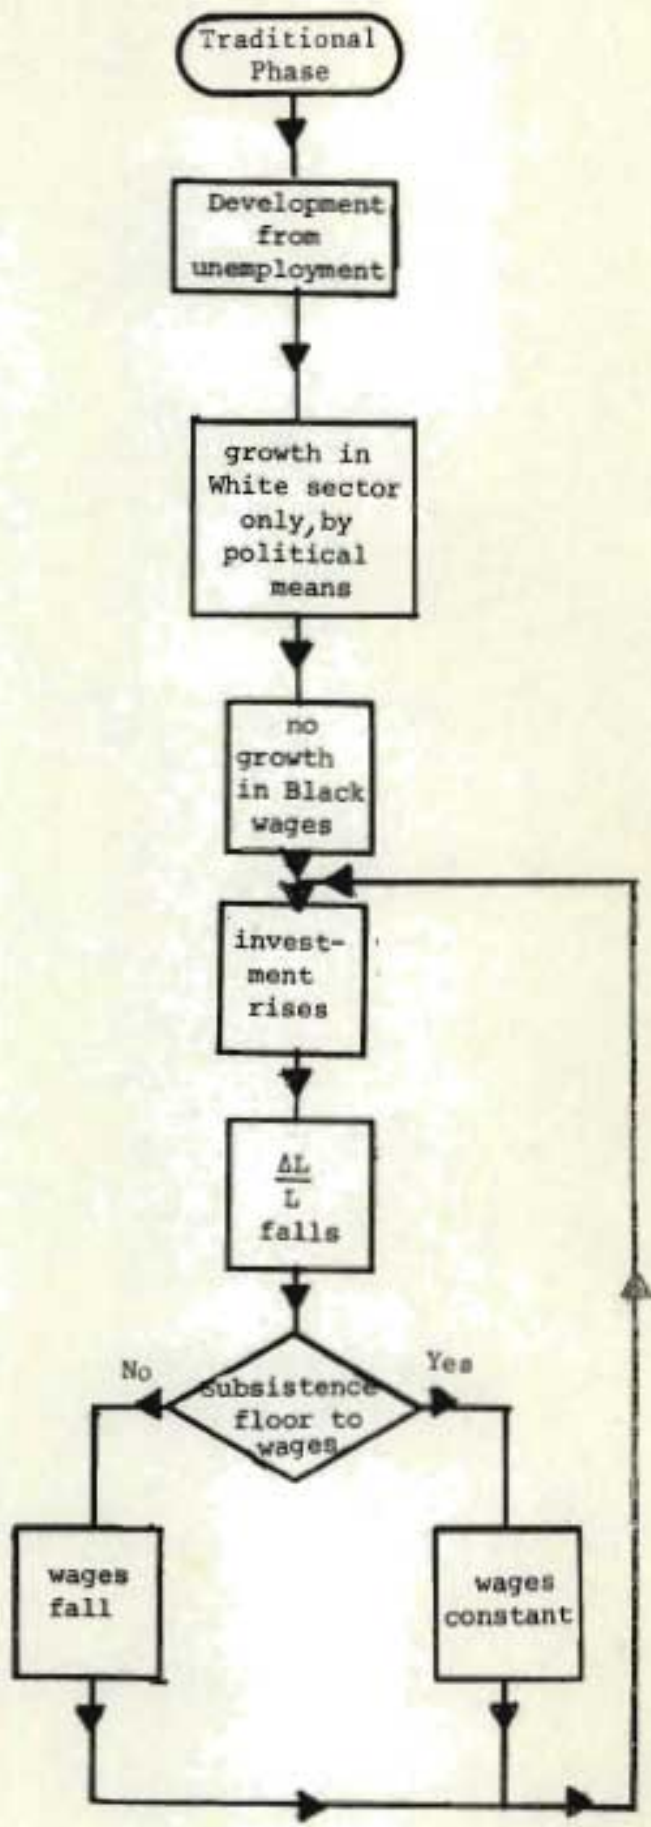 Traditional
Phase
Development
from
unemployment
growth in
White sector
only, by
political
means
no
growth
in Black
wages
invest-
ment
rises
ΔL
L
falls
No
Yes
Subsistence
floor to
wages
wages
fall
wages
constant